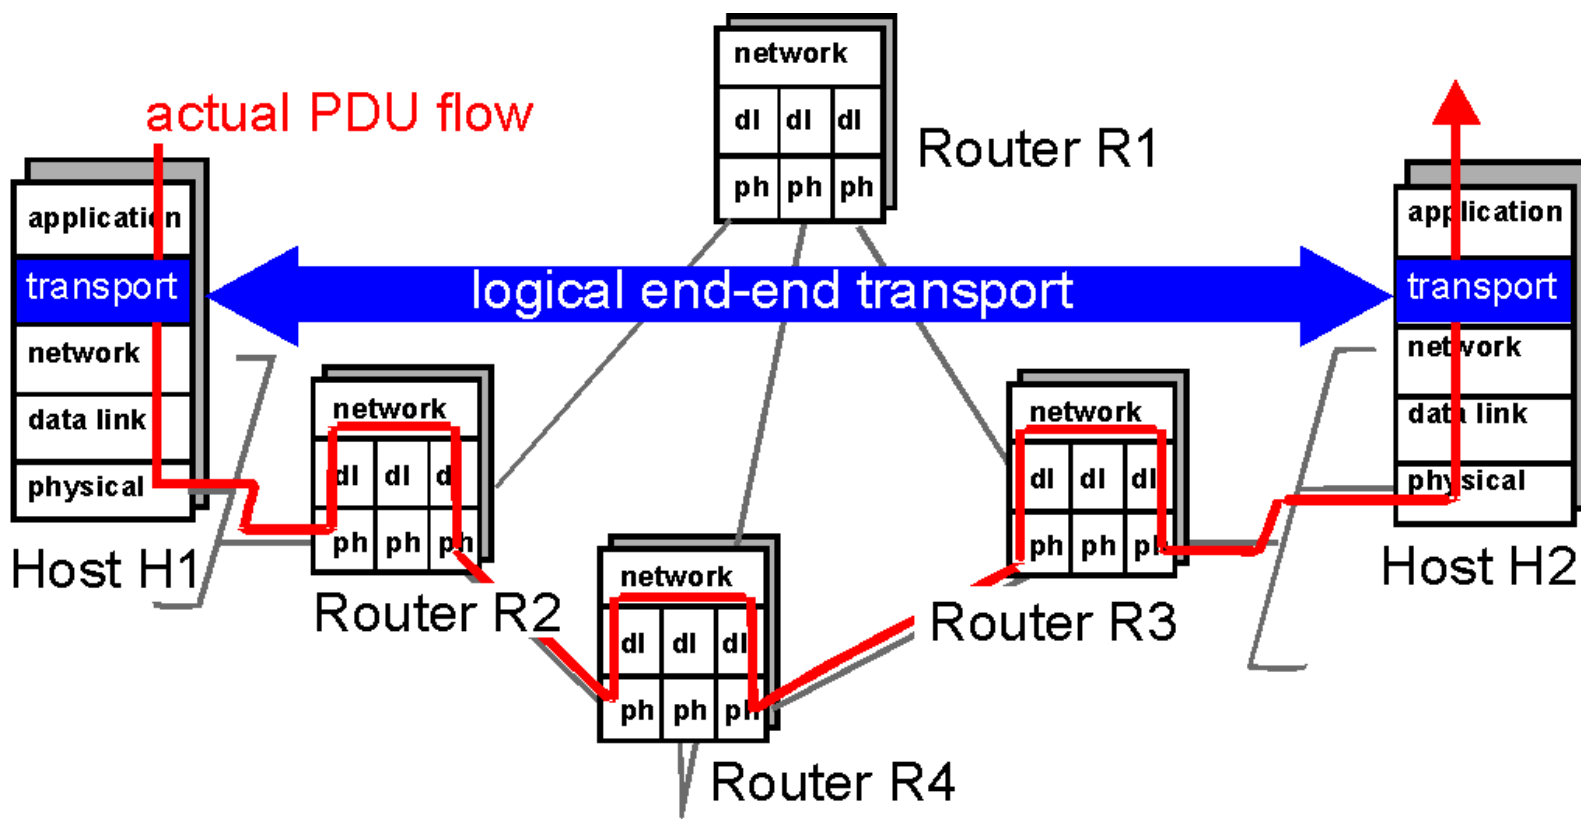 network
dl dl dl
ph ph ph
Router R1
actual PDU flow
application
transport
network
data link
physical
Host H1
logical end-end transport
application
transport
network
data link
physical
Host H2
network
dl dl dl
ph ph ph
Router R2
network
dl dl dl
ph ph ph
Router R3
network
dl dl dl
ph ph ph
Router R4